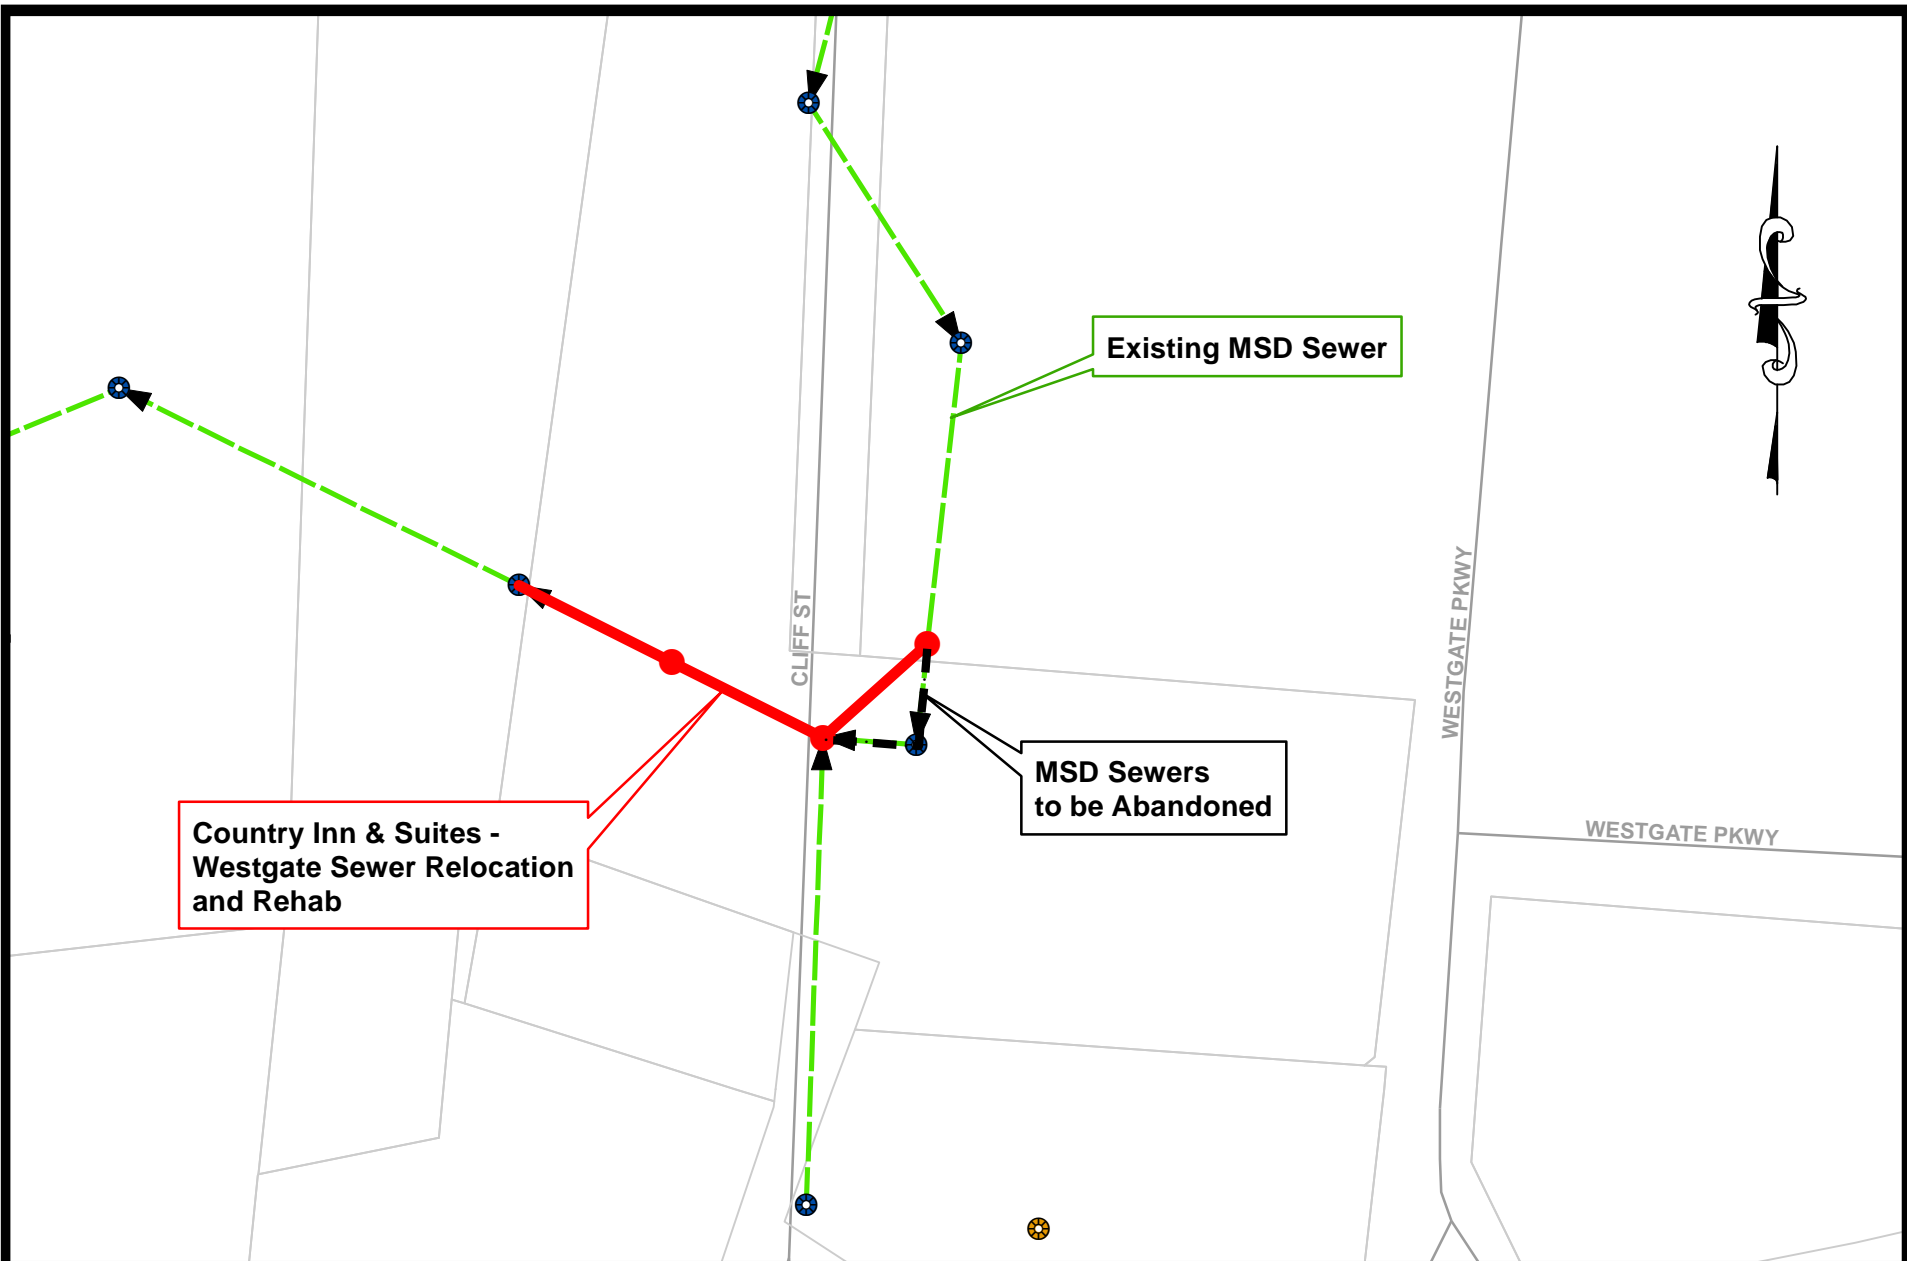 Existing MSD Sewer
CLIFF ST
WESTGATE PKWY
MSD Sewers
to be Abandoned
WESTGATE PKWY
Country Inn & Suites -
Westgate Sewer Relocation
and Rehab